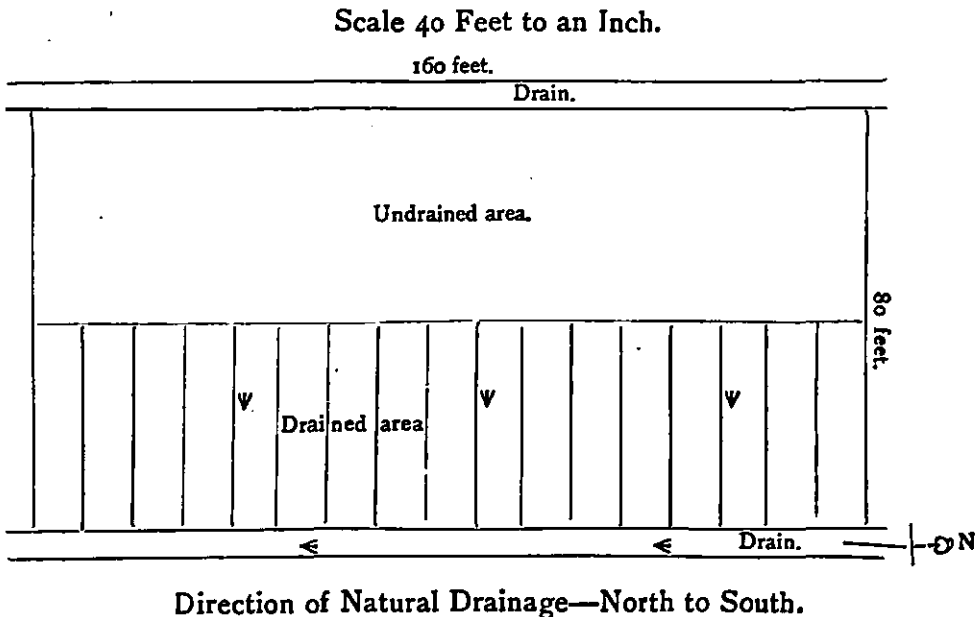 Scale 40 Feet to an Inch.
160 feet.
Drain.
Undrained area.
80 feet.
Drained area
Drain.
N
Direction of Natural Drainage—North to South.